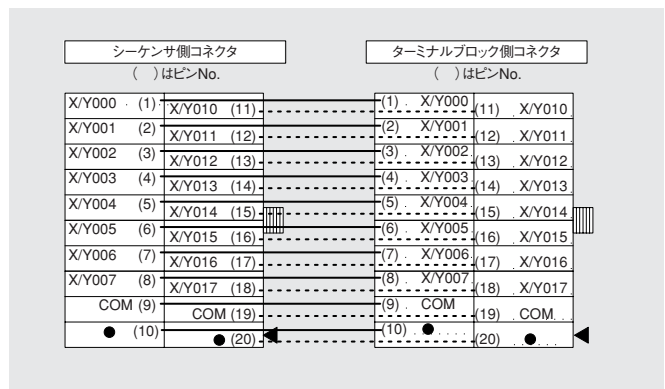 シーケンサ側コネクタ ターミナルブロック側コネクタ
(　)はピンNo. (　)はピンNo.
X/Y000 (1) X/Y010 (11) (1) X/Y000 (11) X/Y010
X/Y001 (2) X/Y011 (12) (2) X/Y001 (12) X/Y011
X/Y002 (3) X/Y012 (13) (3) X/Y002 (13) X/Y012
X/Y003 (4) X/Y013 (14) (4) X/Y003 (14) X/Y013
X/Y004 (5) X/Y014 (15) (5) X/Y004 (15) X/Y014
X/Y005 (6) X/Y015 (16) (6) X/Y005 (16) X/Y015
X/Y006 (7) X/Y016 (17) (7) X/Y006 (17) X/Y016
X/Y007 (8) X/Y017 (18) (8) X/Y007 (18) X/Y017
COM (9) COM (19) (9) COM (19) COM
● (10) ● (20) (10) ● (20) ●